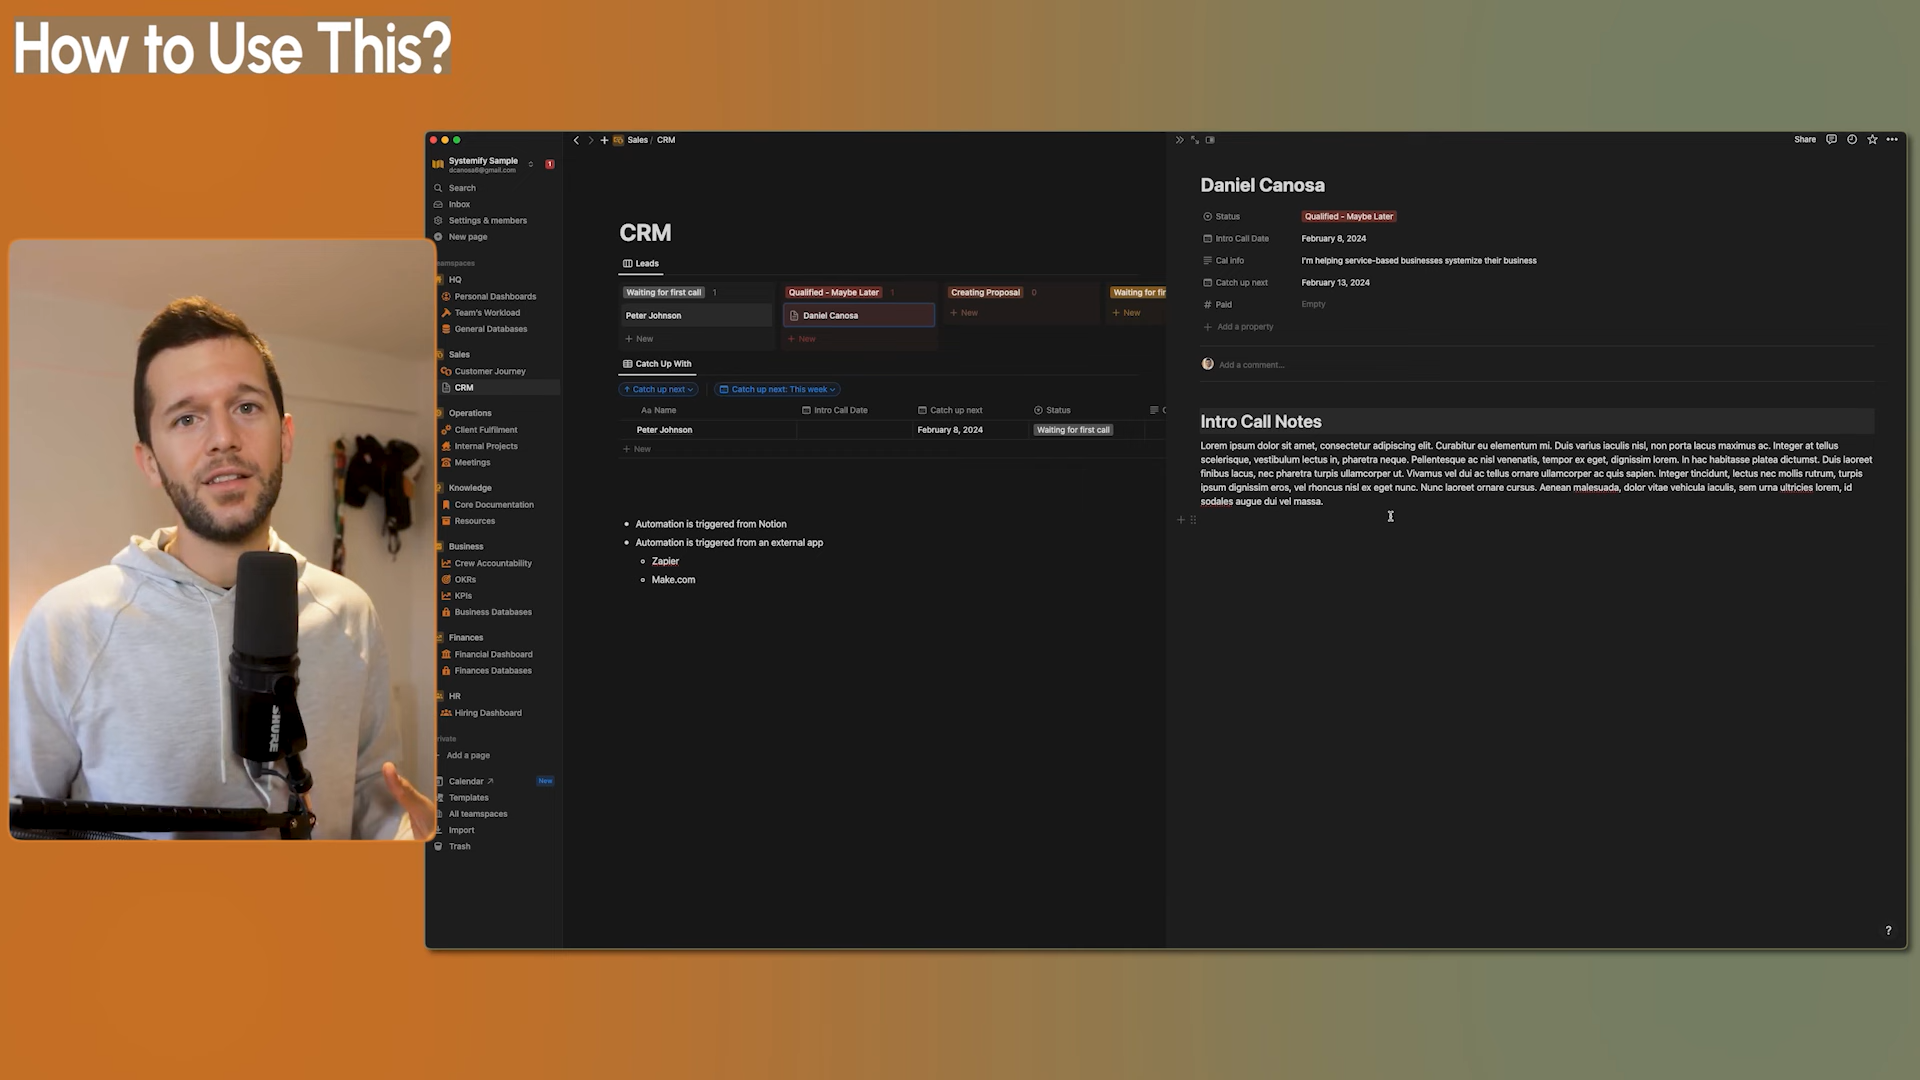 How to Use This?
Systemify Sample
dcanosa6@gmail.com
1
Search
Inbox
Settings & members
New page
HQ
Personal Dashboards
Team's Workload
General Databases
Sales
Customer Journey
CRM
Operations
Client Fulfilment
Internal Projects
Meetings
Knowledge
Core Documentation
Resources
Business
Crew Accountability
OKRs
KPIs
Business Databases
Finances
Financial Dashboard
Finances Databases
HR
Hiring Dashboard
Add a page
Calendar ↗ New
Templates
All teamspaces
Import
Trash
Sales / CRM
CRM
Leads
Waiting for first call 1
Qualified - Maybe Later 1
Creating Proposal 0
Waiting for fir
Peter Johnson
Daniel Canosa
+ New
+ New
+ New
+ New
Catch Up With
↑ Catch up next
Catch up next: This week
Aa Name Intro Call Date Catch up next Status
Peter Johnson February 8, 2024 Waiting for first call
+ New
• Automation is triggered from Notion
• Automation is triggered from an external app
Zapier
Make.com
Share
Daniel Canosa
Status Qualified - Maybe Later
Intro Call Date February 8, 2024
Cal info I'm helping service-based businesses systemize their business
Catch up next February 13, 2024
# Paid Empty
+ Add a property
Add a comment...
Intro Call Notes
Lorem ipsum dolor sit amet, consectetur adipiscing elit. Curabitur eu elementum mi. Duis varius iaculis nisl, non porta lacus maximus ac. Integer at tellus
scelerisque, vestibulum lectus in, pharetra neque. Pellentesque ac nisl venenatis, tempor ex eget, dignissim lorem. In hac habitasse platea dictumst. Duis laoreet
finibus lacus, nec pharetra turpis ullamcorper ut. Vivamus vel dui ac tellus ornare ullamcorper ac quis sapien. Integer tincidunt, lectus nec mollis rutrum, turpis
ipsum dignissim eros, vel rhoncus nisl ex eget nunc. Nunc laoreet ornare cursus. Aenean malesuada, dolor vitae vehicula iaculis, sem urna ultricies lorem, id
sodales augue dui vel massa.
?
SHURE